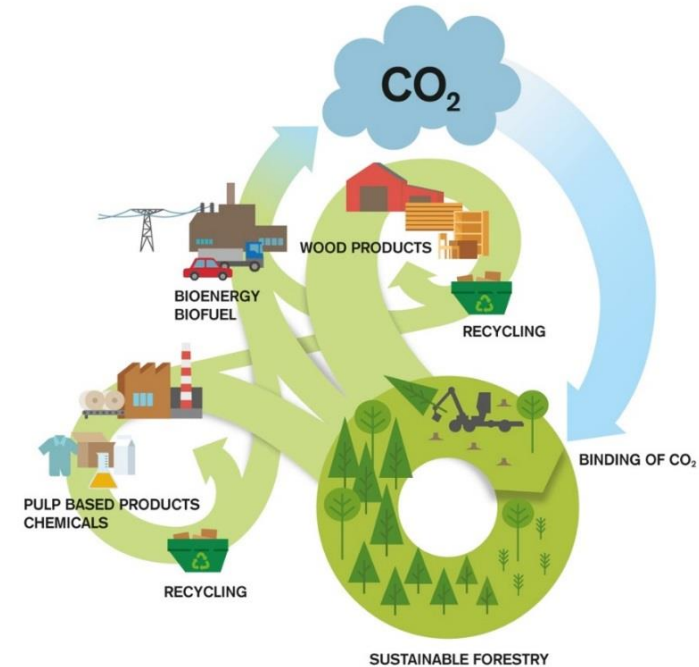 CO₂
WOOD PRODUCTS
BIOENERGY
BIOFUEL
RECYCLING
BINDING OF CO₂
PULP BASED PRODUCTS
CHEMICALS
RECYCLING
SUSTAINABLE FORESTRY